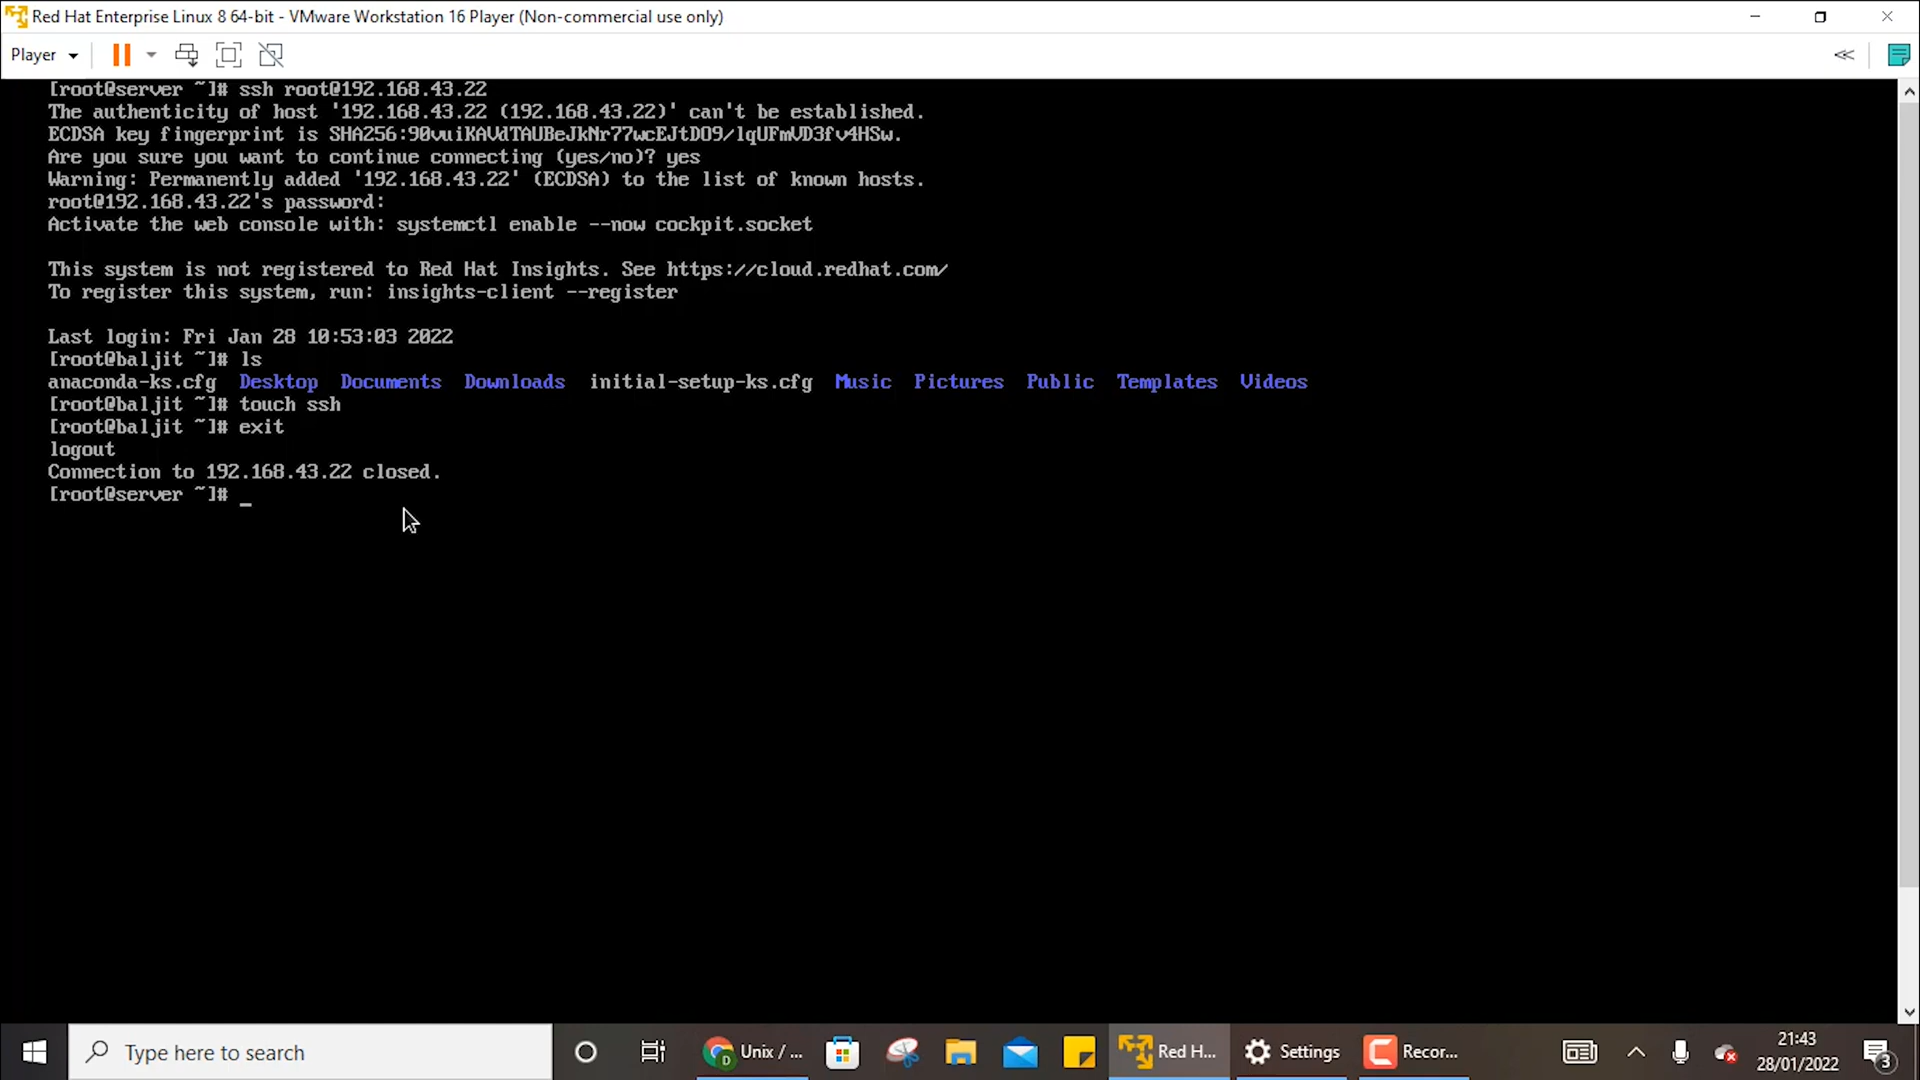 Red Hat Enterprise Linux 8 64-bit - VMware Workstation 16 Player (Non-commercial use only)
Player
[root@server ~]# ssh root@192.168.43.22
The authenticity of host '192.168.43.22 (192.168.43.22)' can't be established.
ECDSA key fingerprint is SHA256:90vuiKAVdTAUBeJkNr77wcEJtDO9/lqUFmVD3fv4HSw.
Are you sure you want to continue connecting (yes/no)? yes
Warning: Permanently added '192.168.43.22' (ECDSA) to the list of known hosts.
root@192.168.43.22's password:
Activate the web console with: systemctl enable --now cockpit.socket
This system is not registered to Red Hat Insights. See https://cloud.redhat.com/
To register this system, run: insights-client --register
Last login: Fri Jan 28 10:53:03 2022
[root@baljit ~]# ls
anaconda-ks.cfg Desktop Documents Downloads initial-setup-ks.cfg Music Pictures Public Templates Videos
[root@baljit ~]# touch ssh
[root@baljit ~]# exit
logout
Connection to 192.168.43.22 closed.
[root@server ~]# _
Type here to search
Unix / ...
Red H...
Settings
Recor...
21:43
28/01/2022
3